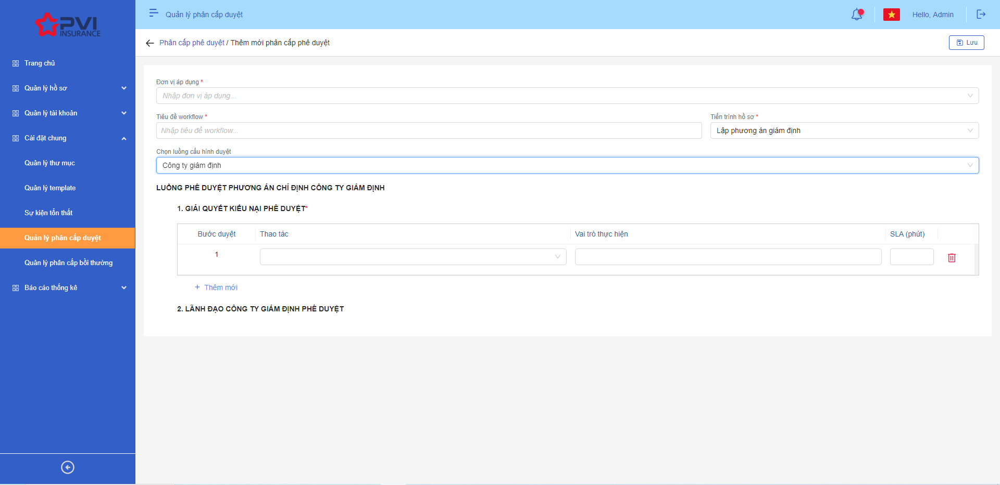 PVI
INSURANCE
Trang chủ
Quản lý hồ sơ
Quản lý tài khoản
Cài đặt chung
Quản lý thư mục
Quản lý template
Sự kiện tổn thất
Quản lý phân cấp duyệt
Quản lý phân cấp bồi thường
Báo cáo thống kê
Quản lý phân cấp duyệt
Hello, Admin
Phân cấp phê duyệt / Thêm mới phân cấp phê duyệt
Lưu
Đơn vị áp dụng *
Nhập đơn vị áp dụng...
Tiêu đề workflow *
Nhập tiêu đề workflow...
Tiến trình hồ sơ *
Lập phương án giám định
Chọn luồng cấu hình duyệt
Công ty giám định
LUỒNG PHÊ DUYỆT PHƯƠNG ÁN CHỈ ĐỊNH CÔNG TY GIÁM ĐỊNH
1. GIẢI QUYẾT KIẾU NẠI PHÊ DUYỆT*
Bước duyệt Thao tác Vai trò thực hiện SLA (phút)
1
+ Thêm mới
2. LÃNH ĐẠO CÔNG TY GIÁM ĐỊNH PHÊ DUYỆT